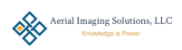 Aerial Imaging Solutions, LLC
Knowledge is Power